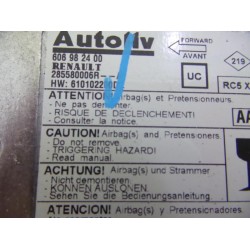 Autoliv
FORWARD
606 98 24 00
AVANT
RENAULT
219
285580006R
UC
HW: 6101022
RC5 X
ATTENTION! Airbag(s) et Pretensionneurs.
- Ne pas
- RISQUE DE DECLENCHEMENT!
- Consulter la notice.
CAUTION! Airbag(s) and Pretensioners
- Do not remove.
- TRIGGERING HAZARD!
- Read manual
ACHTUNG! Airbag(s) und Strammer
- Nicht demontieren.
- KÖNNEN AUSLÖSEN
- Sehen Sie die Bedienungsanleitung.
ATENCION! Airbag(s) y Pretensionadores